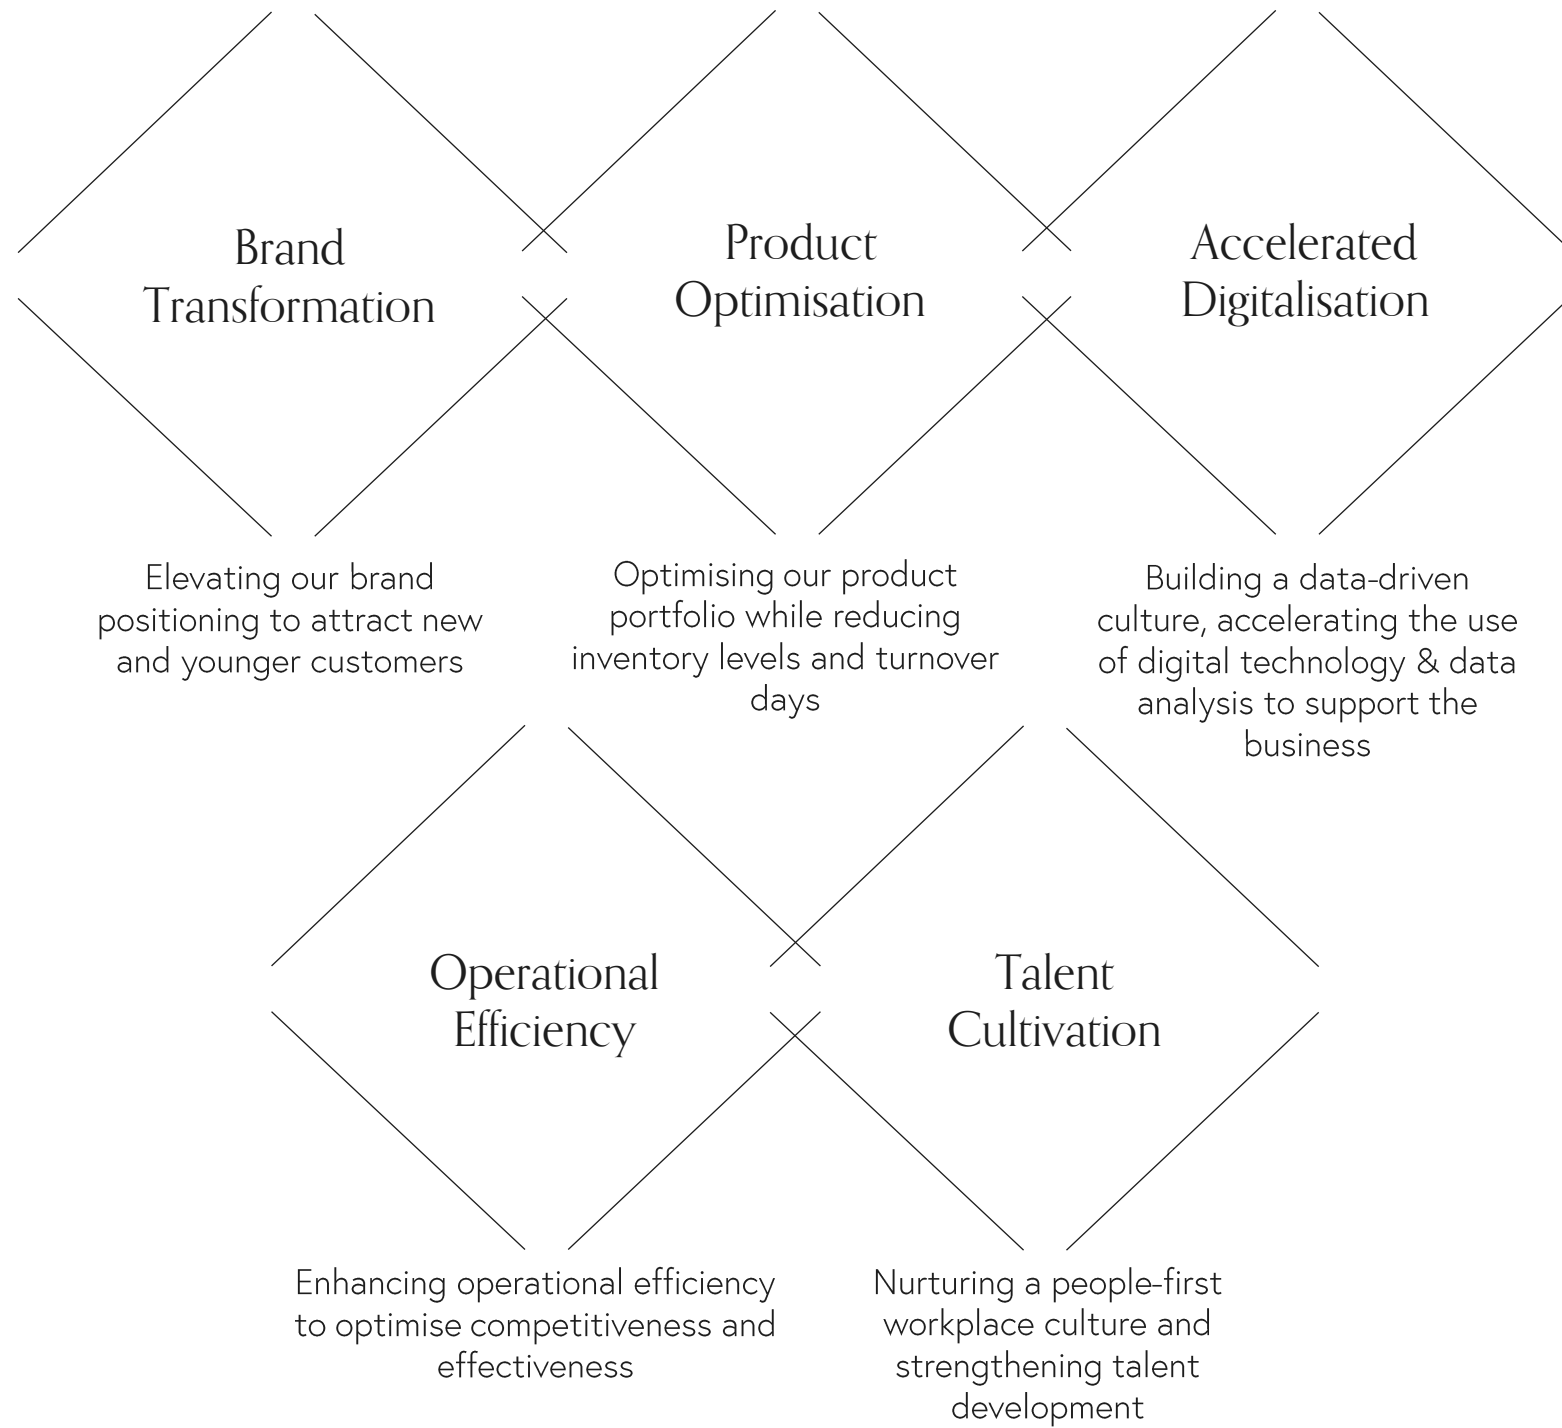 Brand
Transformation
Product
Optimisation
Accelerated
Digitalisation
Elevating our brand
positioning to attract new
and younger customers
Optimising our product
portfolio while reducing
inventory levels and turnover
days
Building a data-driven
culture, accelerating the use
of digital technology & data
analysis to support the
business
Operational
Efficiency
Talent
Cultivation
Enhancing operational efficiency
to optimise competitiveness and
effectiveness
Nurturing a people-first
workplace culture and
strengthening talent
development